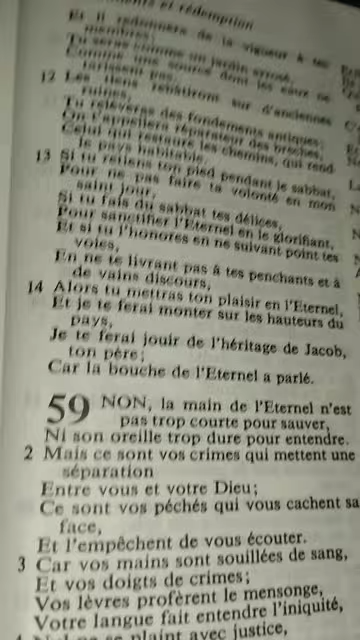 et rédemption
Et il redonnera de la vigueur à tes
membres;
Tu seras comme un jardin arrosé,
Comme une source dont les eaux ne
tarissent pas.
12 Les tiens rebâtiront sur d'anciennes
ruines,
Tu relèveras des fondements antiques;
On t'appellera réparateur des brèches,
Celui qui restaure les chemins, qui rend
le pays habitable.
13 Si tu retiens ton pied pendant le sabbat,
Pour ne pas faire ta volonté en mon
saint jour,
Si tu fais du sabbat tes délices,
Pour sanctifier l'Eternel en le glorifiant,
Et si tu l'honores en ne suivant point tes
voies,
En ne te livrant pas à tes penchants et à
de vains discours,
14 Alors tu mettras ton plaisir en l'Eternel,
Et je te ferai monter sur les hauteurs du
pays,
Je te ferai jouir de l'héritage de Jacob,
ton père;
Car la bouche de l'Eternel a parlé.
59 NON, la main de l'Eternel n'est
pas trop courte pour sauver,
Ni son oreille trop dure pour entendre.
2 Mais ce sont vos crimes qui mettent une
séparation
Entre vous et votre Dieu;
Ce sont vos péchés qui vous cachent sa
face,
Et l'empêchent de vous écouter.
3 Car vos mains sont souillées de sang,
Et vos doigts de crimes;
Vos lèvres profèrent le mensonge,
Votre langue fait entendre l'iniquité,
4 Nul ne se plaint avec justice,